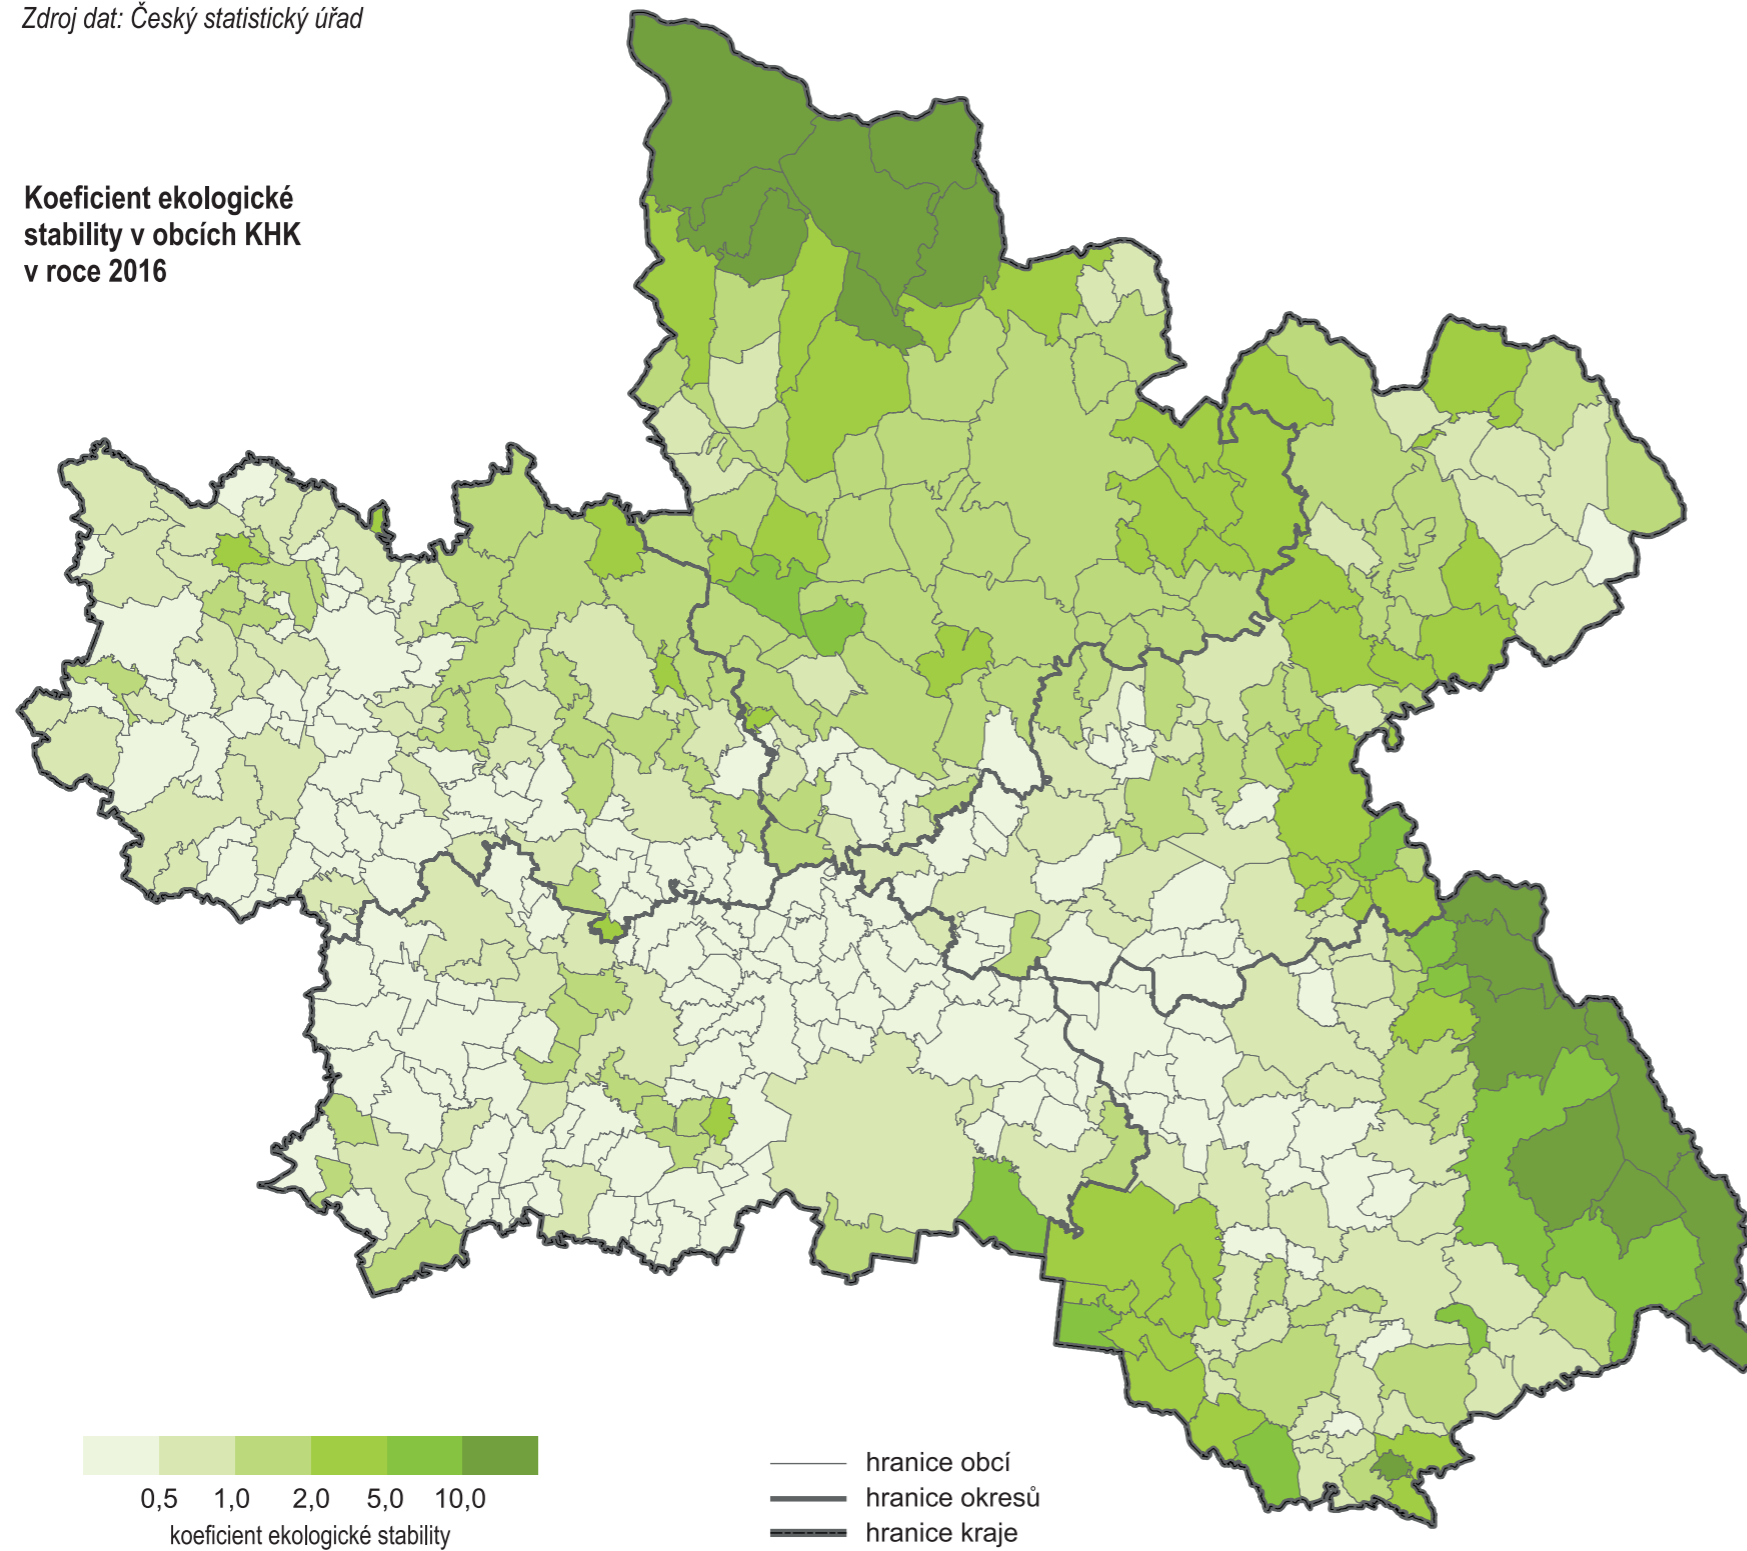 Zdroj dat: Český statistický úřad
Koeficient ekologické
stability v obcích KHK
v roce 2016
0,5 1,0 2,0 5,0 10,0
koeficient ekologické stability
hranice obcí
hranice okresů
hranice kraje